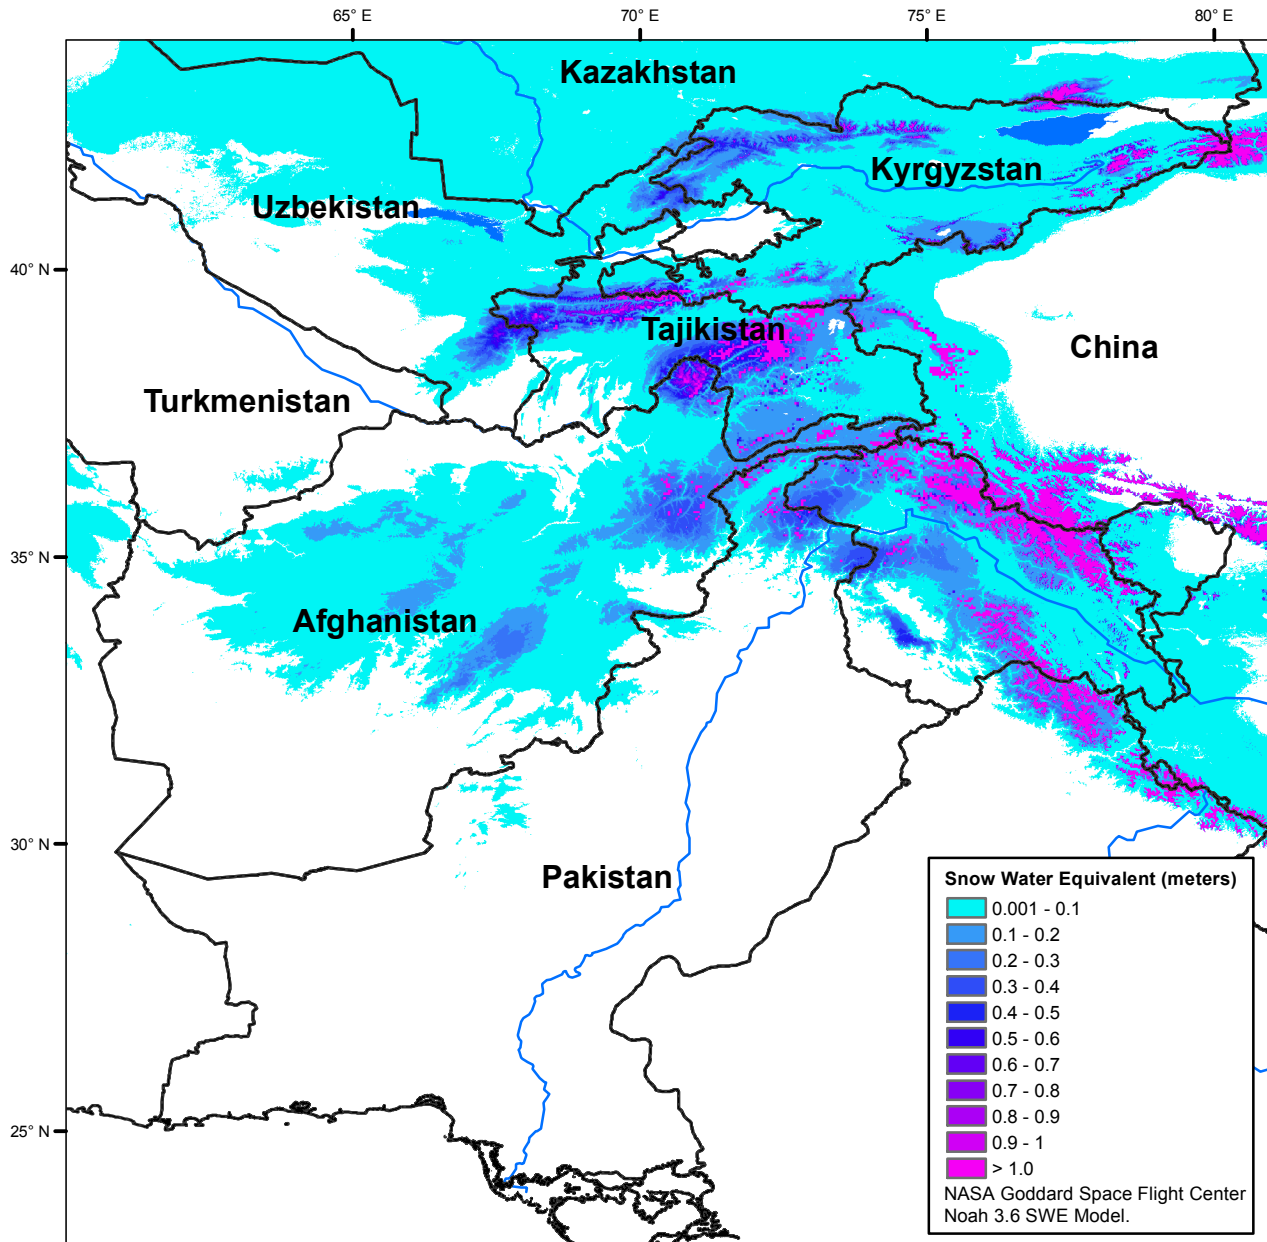 65° E
70° E
75° E
80° E
Kazakhstan
Kyrgyzstan
Uzbekistan
40° N
Tajikistan
China
Turkmenistan
35° N
Afghanistan
30° N
Pakistan
25° N
Snow Water Equivalent (meters)
0.001 - 0.1
0.1 - 0.2
0.2 - 0.3
0.3 - 0.4
0.4 - 0.5
0.5 - 0.6
0.6 - 0.7
0.7 - 0.8
0.8 - 0.9
0.9 - 1
> 1.0
NASA Goddard Space Flight Center
Noah 3.6 SWE Model.